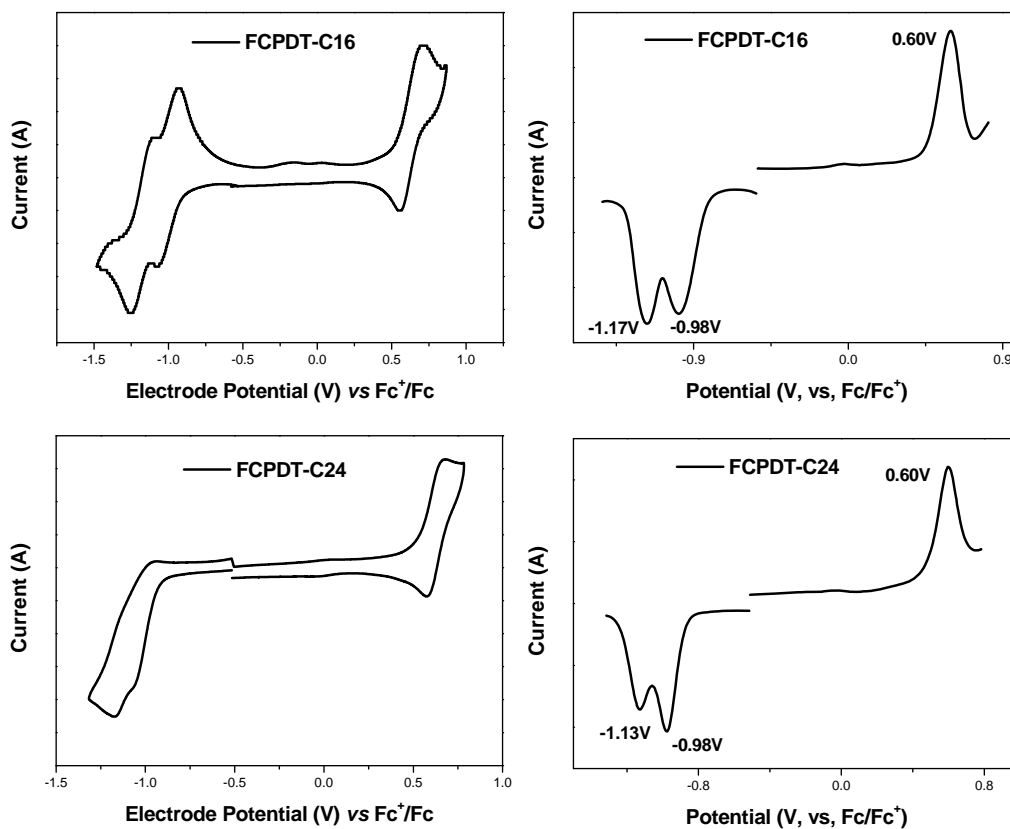 FCPDT-C16
Current (A)
-1.5
-1.0
-0.5
0.0
0.5
1.0
Electrode Potential (V) vs Fc⁺/Fc
FCPDT-C16
0.60V
Current (A)
-1.17V
-0.98V
-0.9
0.0
0.9
Potential (V, vs, Fc/Fc⁺)
FCPDT-C24
Current (A)
-1.5
-1.0
-0.5
0.0
0.5
1.0
Electrode Potential (V) vs Fc⁺/Fc
FCPDT-C24
0.60V
Current (A)
-1.13V
-0.98V
-0.8
0.0
0.8
Potential (V, vs, Fc/Fc⁺)